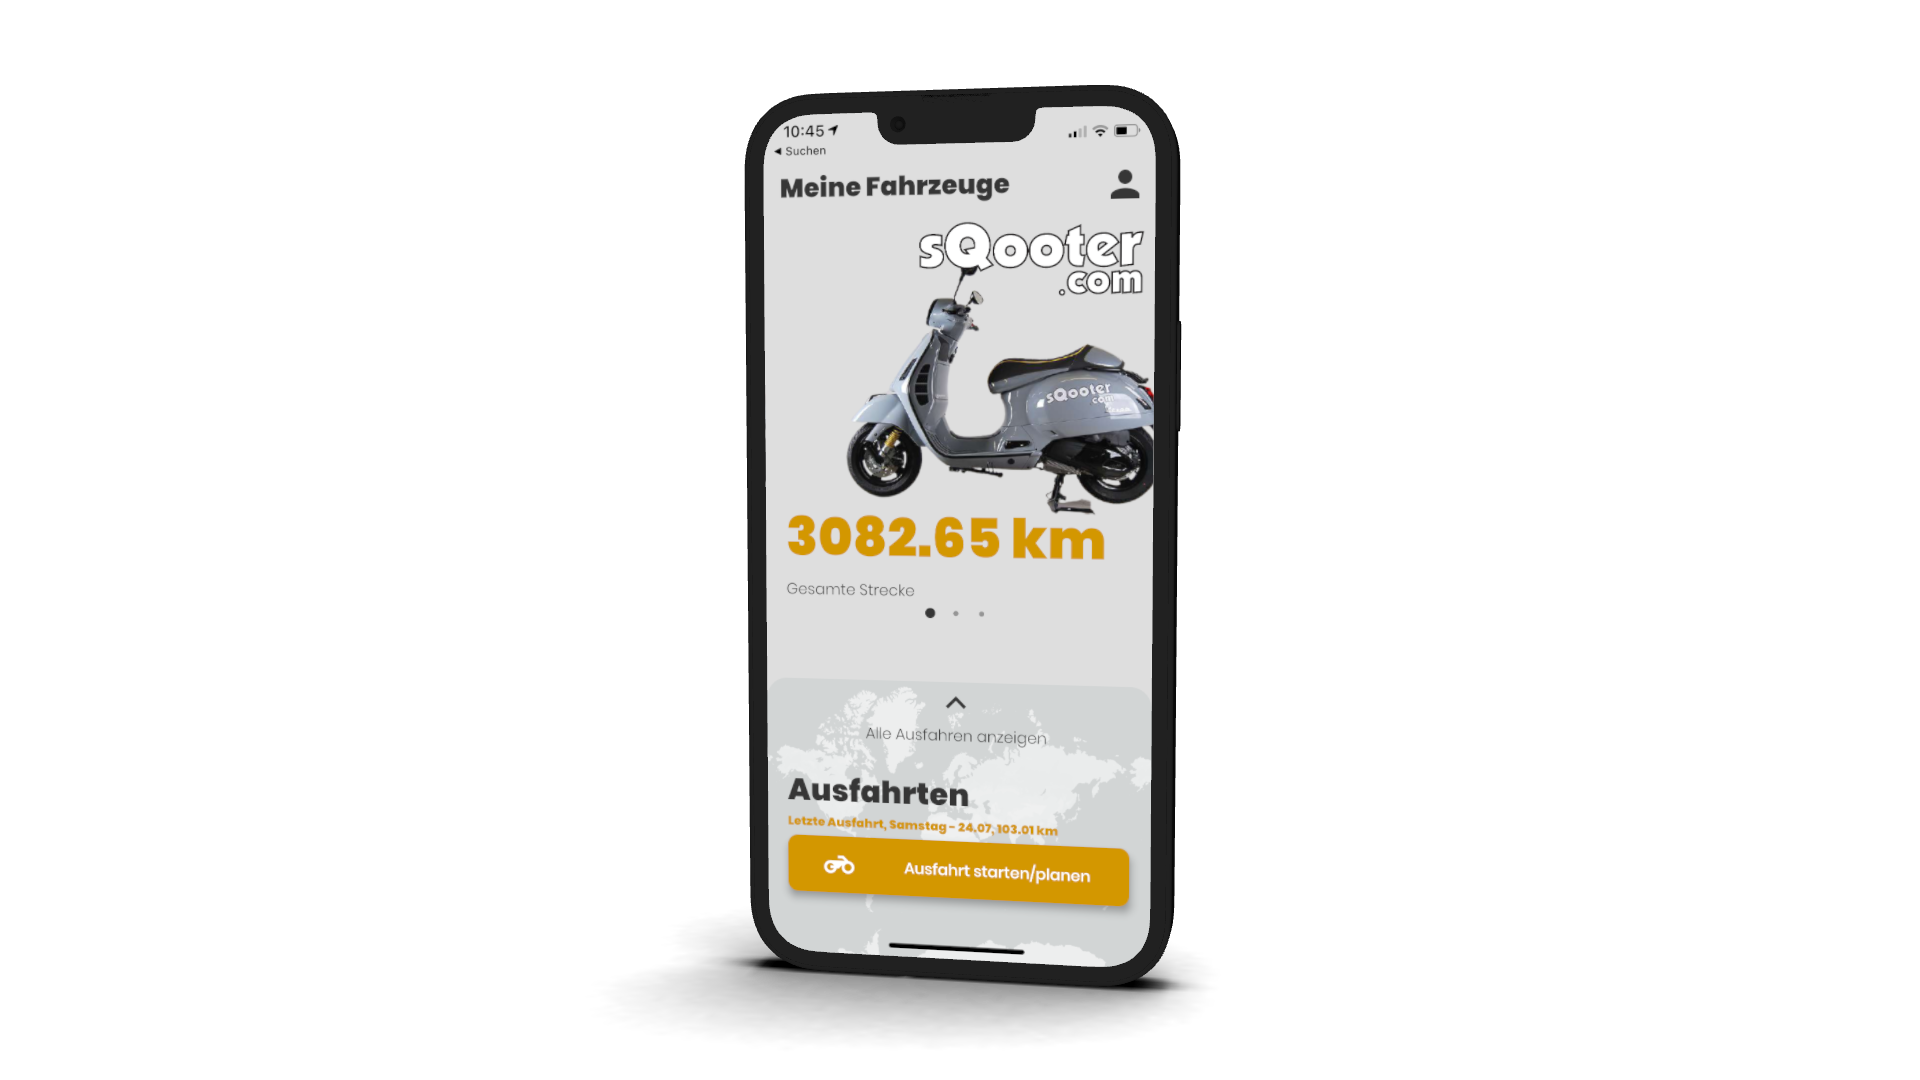 10:45
Suchen
Meine Fahrzeuge
sQooter
.com
sQooter
.com
3082.65 km
Gesamte Strecke
Alle Ausfahren anzeigen
Ausfahrten
Letzte Ausfahrt, Samstag - 24.07, 103.01 km
Ausfahrt starten/planen